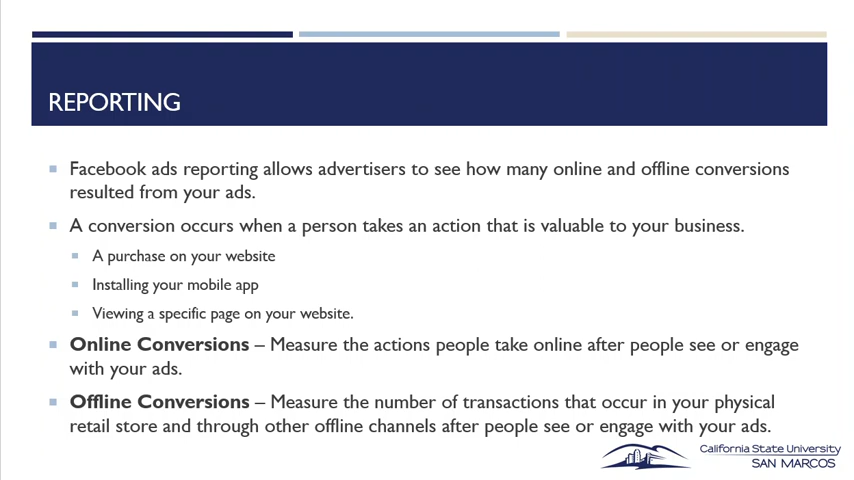 REPORTING
Facebook ads reporting allows advertisers to see how many online and offline conversions
resulted from your ads.
A conversion occurs when a person takes an action that is valuable to your business.
A purchase on your website
Installing your mobile app
Viewing a specific page on your website.
Online Conversions – Measure the actions people take online after people see or engage
with your ads.
Offline Conversions – Measure the number of transactions that occur in your physical
retail store and through other offline channels after people see or engage with your ads.
California State University
SAN MARCOS